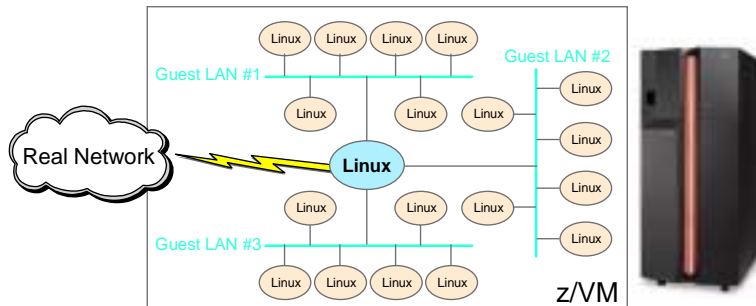 Linux Linux Linux Linux
Guest LAN #1
Linux Linux
Guest LAN #2
Linux
Linux
Linux
Linux
Linux
Linux
Real Network
Linux
Linux Linux
Guest LAN #3
Linux Linux Linux Linux
z/VM